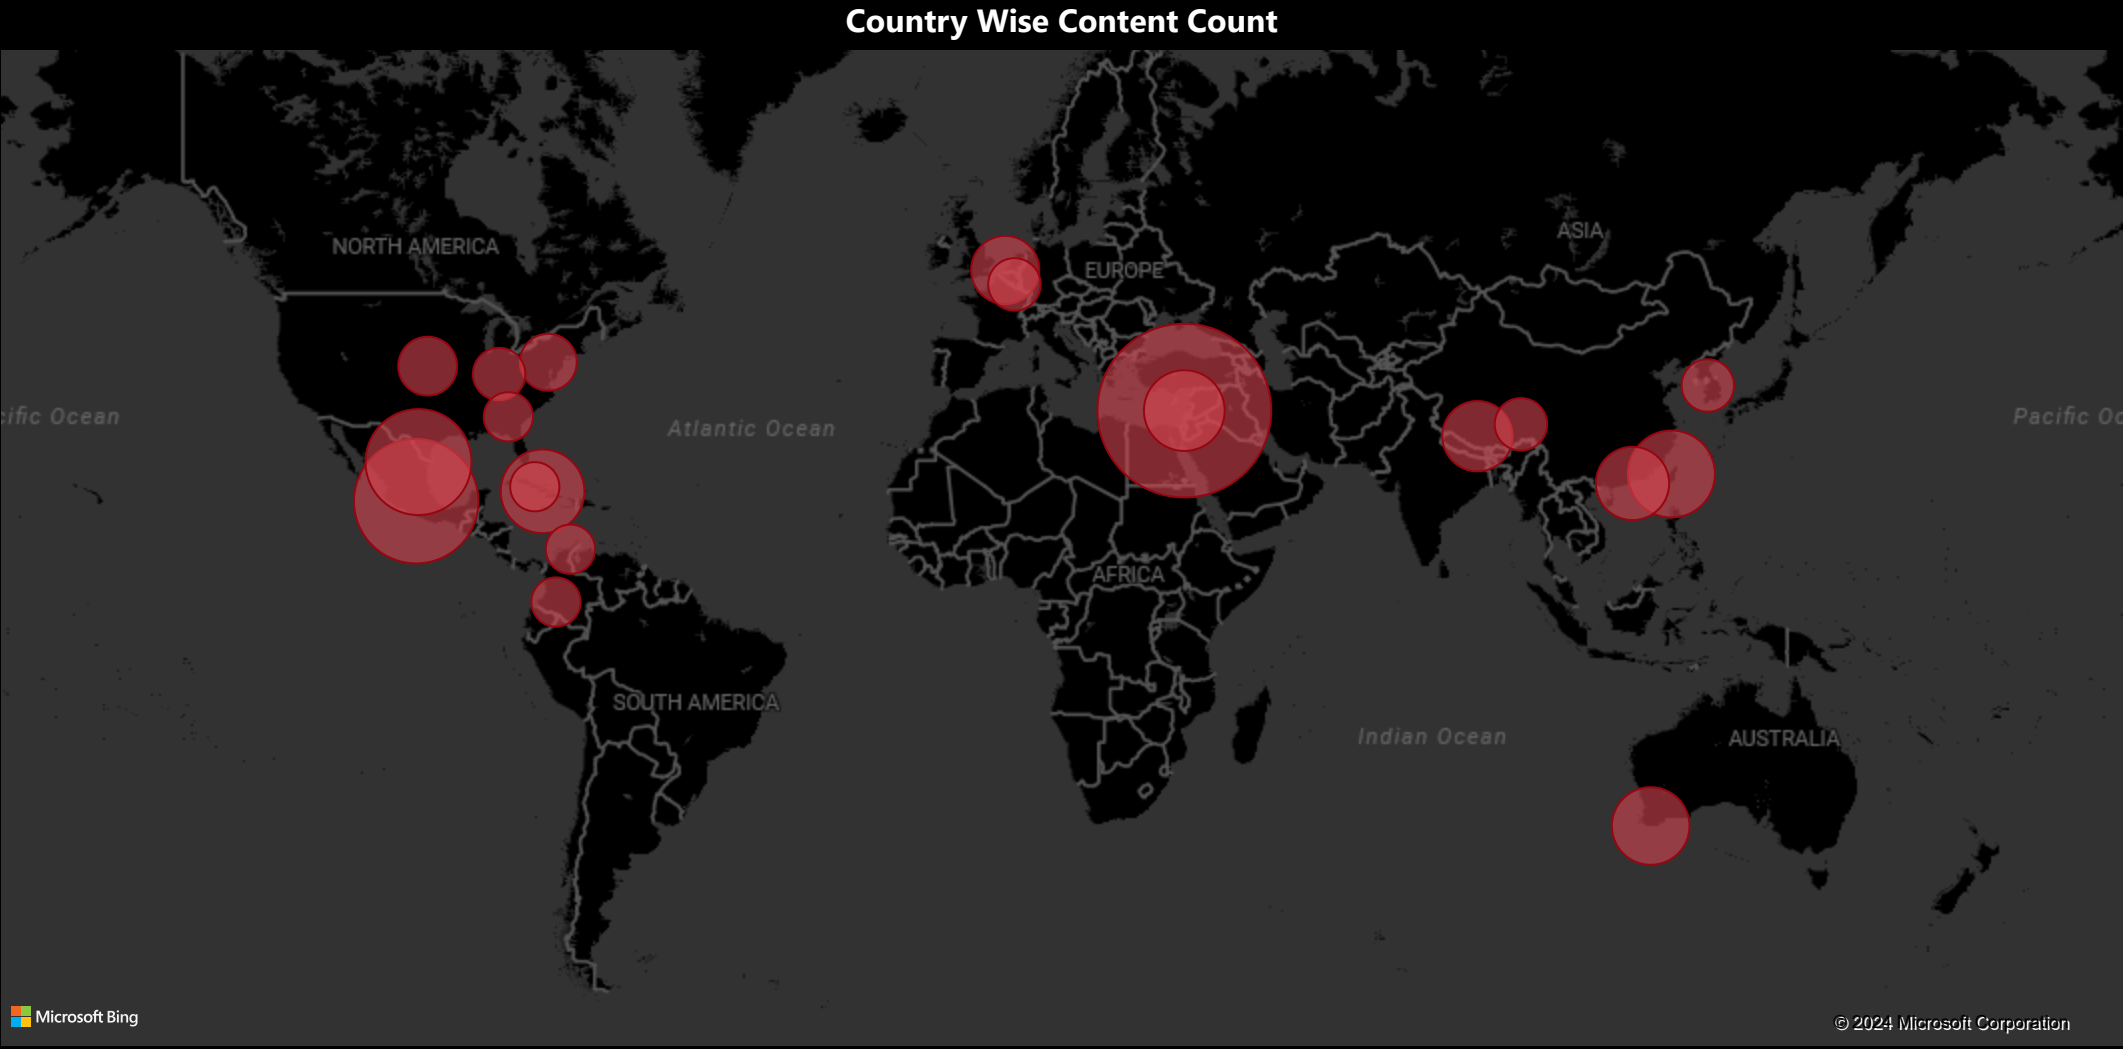 Country Wise Content Count
NORTH AMERICA
ASIA
EUROPE
cific Ocean
Atlantic Ocean
Pacific Oc
AFRICA
SOUTH AMERICA
Indian Ocean
AUSTRALIA
Microsoft Bing
© 2024 Microsoft Corporation